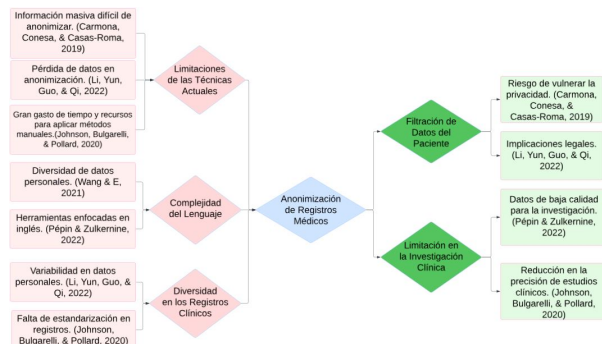 Información masiva difícil de
anonimizar. (Carmona,
Conesa, & Casas-Roma,
2019)
Pérdida de datos en
anonimización. (Li, Yun,
Guo, & Qi, 2022)
Gran gasto de tiempo y recursos
para aplicar métodos
manuales.(Johnson, Bulgarelli,
& Pollard, 2020)
Diversidad de datos
personales. (Wang & E,
2021)
Herramientas enfocadas en
inglés. (Pépin & Zulkernine,
2022)
Variabilidad en datos
personales. (Li, Yun, Guo, &
Qi, 2022)
Falta de estandarización en
registros. (Johnson,
Bulgarelli, & Pollard, 2020)
Limitaciones
de las Técnicas
Actuales
Complejidad
del Lenguaje
Diversidad
en los Registros
Clínicos
Anonimización
de Registros
Médicos
Filtración de
Datos del
Paciente
Limitación en
la Investigación
Clínica
Riesgo de vulnerar la
privacidad. (Carmona,
Conesa, &
Casas-Roma, 2019)
Implicaciones legales.
(Li, Yun, Guo, & Qi,
2022)
Datos de baja calidad
para la investigación.
(Pépin & Zulkernine,
2022)
Reducción en la
precisión de estudios
clínicos. (Johnson,
Bulgarelli, & Pollard,
2020)